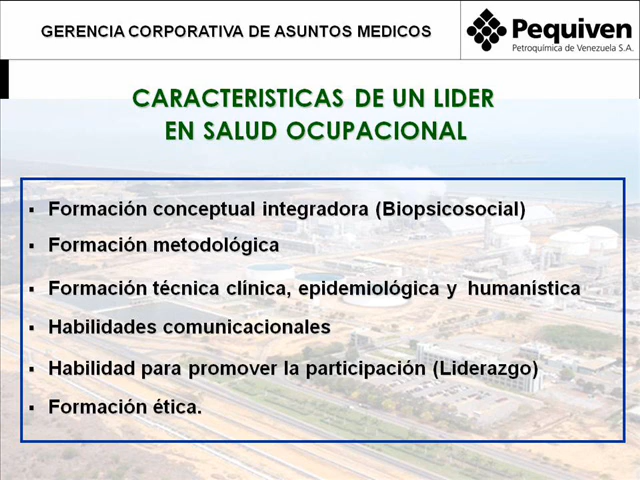 GERENCIA CORPORATIVA DE ASUNTOS MEDICOS
Pequiven
Petroquímica de Venezuela S.A.
CARACTERISTICAS DE UN LIDER
EN SALUD OCUPACIONAL
▪ Formación conceptual integradora (Biopsicosocial)
▪ Formación metodológica
▪ Formación técnica clínica, epidemiológica y humanística
▪ Habilidades comunicacionales
▪ Habilidad para promover la participación (Liderazgo)
▪ Formación ética.